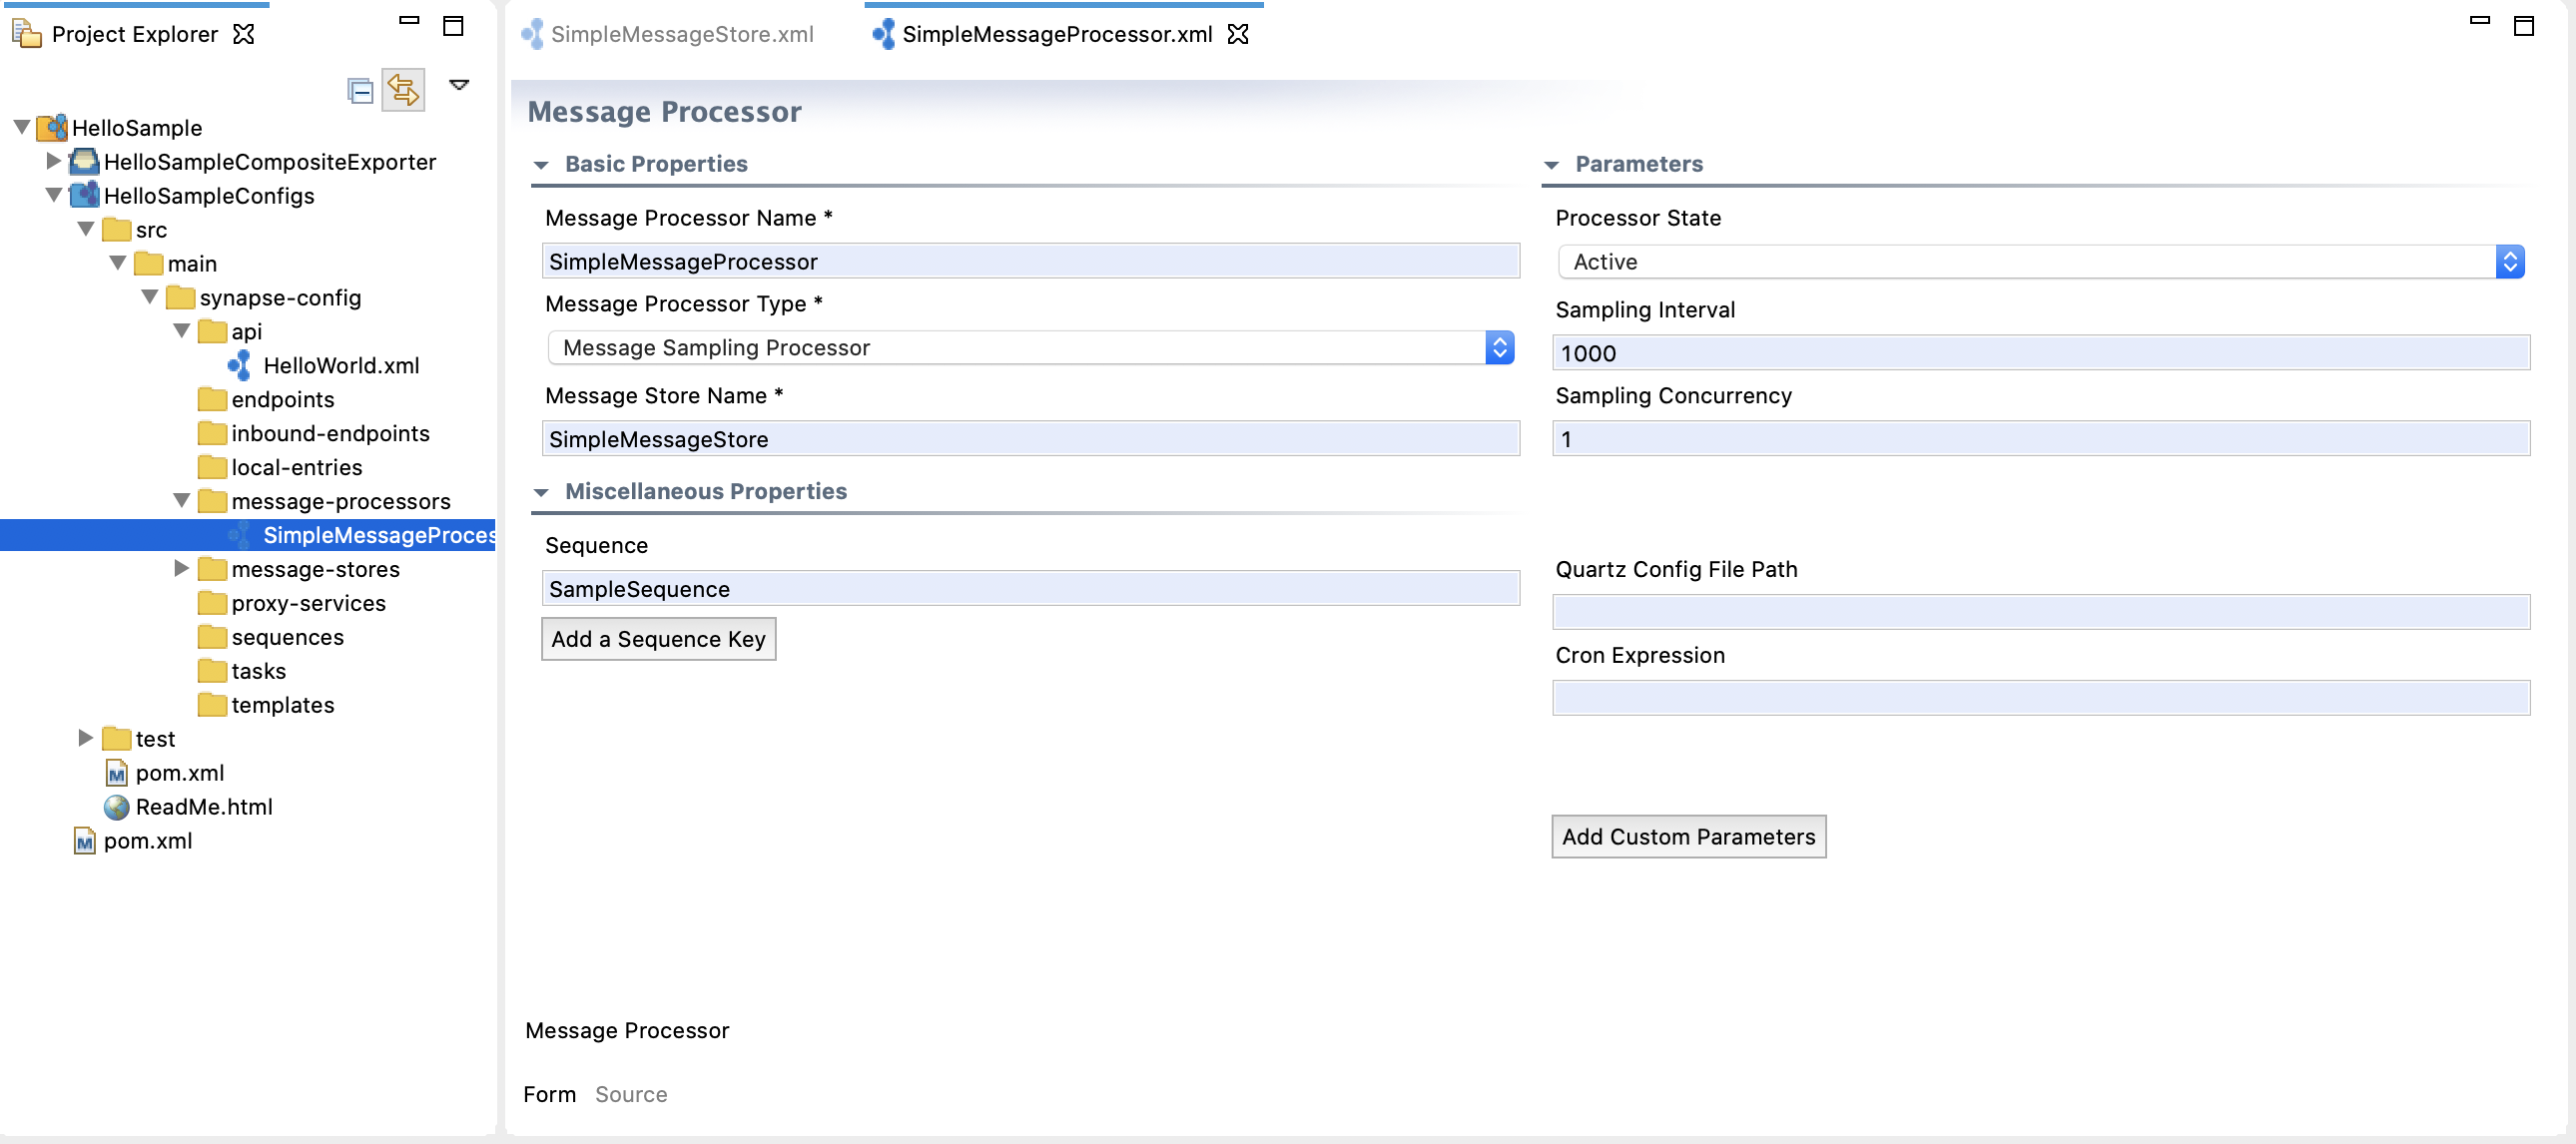 Project Explorer
HelloSample
HelloSampleCompositeExporter
HelloSampleConfigs
src
main
synapse-config
api
HelloWorld.xml
endpoints
inbound-endpoints
local-entries
message-processors
SimpleMessageProces
message-stores
proxy-services
sequences
tasks
templates
test
pom.xml
ReadMe.html
pom.xml
SimpleMessageStore.xml
SimpleMessageProcessor.xml
Message Processor
Basic Properties
Message Processor Name *
SimpleMessageProcessor
Message Processor Type *
Message Sampling Processor
Message Store Name *
SimpleMessageStore
Miscellaneous Properties
Sequence
SampleSequence
Add a Sequence Key
Parameters
Processor State
Active
Sampling Interval
1000
Sampling Concurrency
1
Quartz Config File Path
Cron Expression
Add Custom Parameters
Message Processor
Form Source